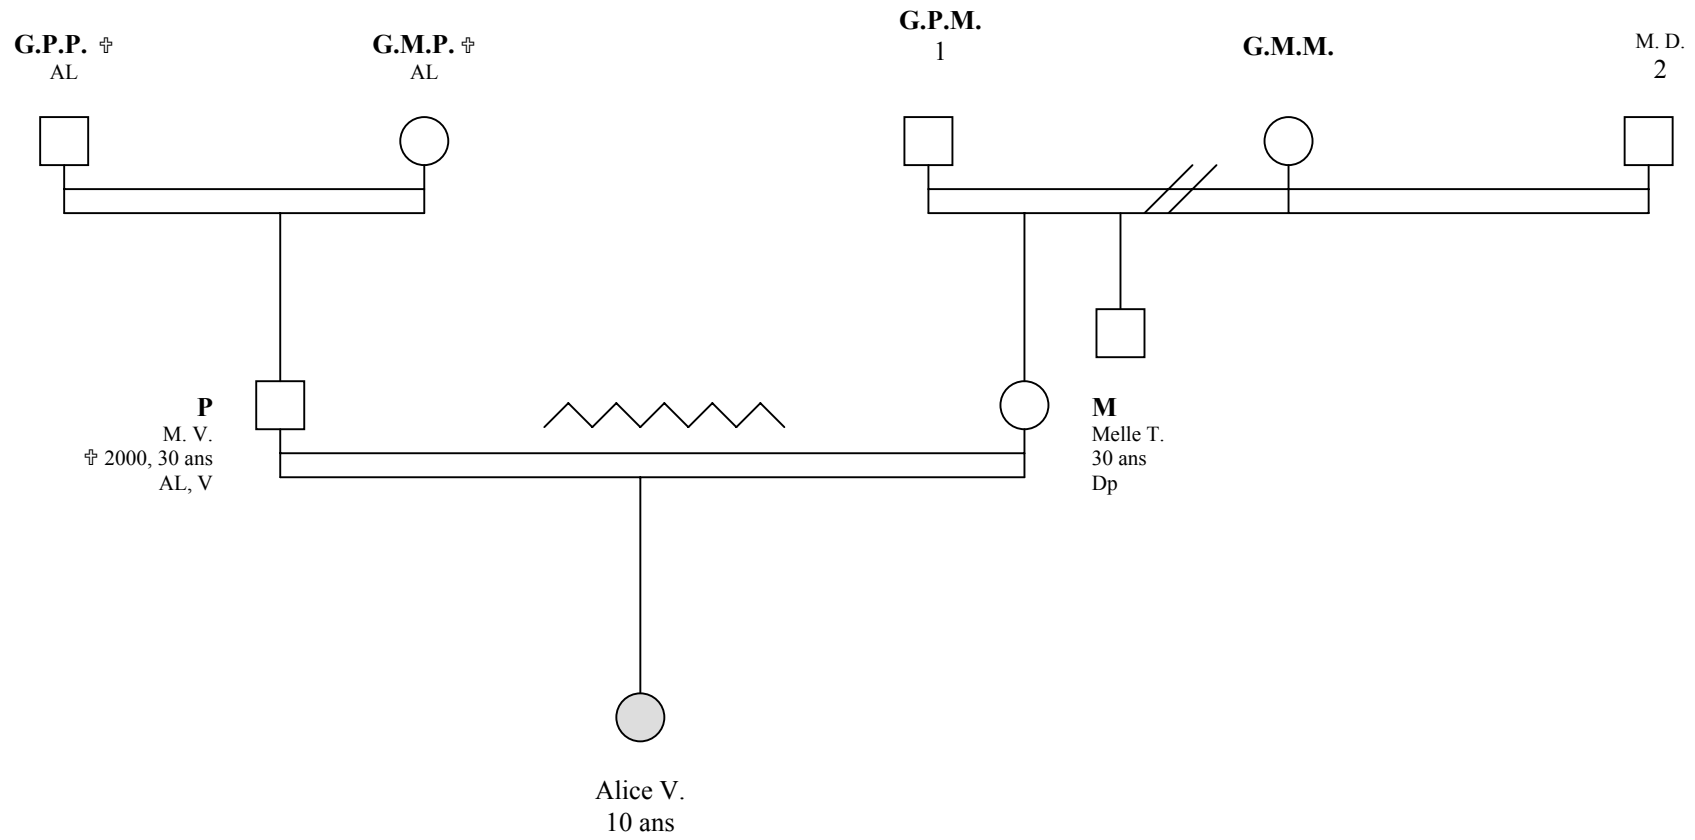 G.P.P. ✞
AL
G.M.P. ✞
AL
G.P.M.
1
G.M.M.
M. D.
2
P
M. V.
✞ 2000, 30 ans
AL, V
M
Melle T.
30 ans
Dp
Alice V.
10 ans